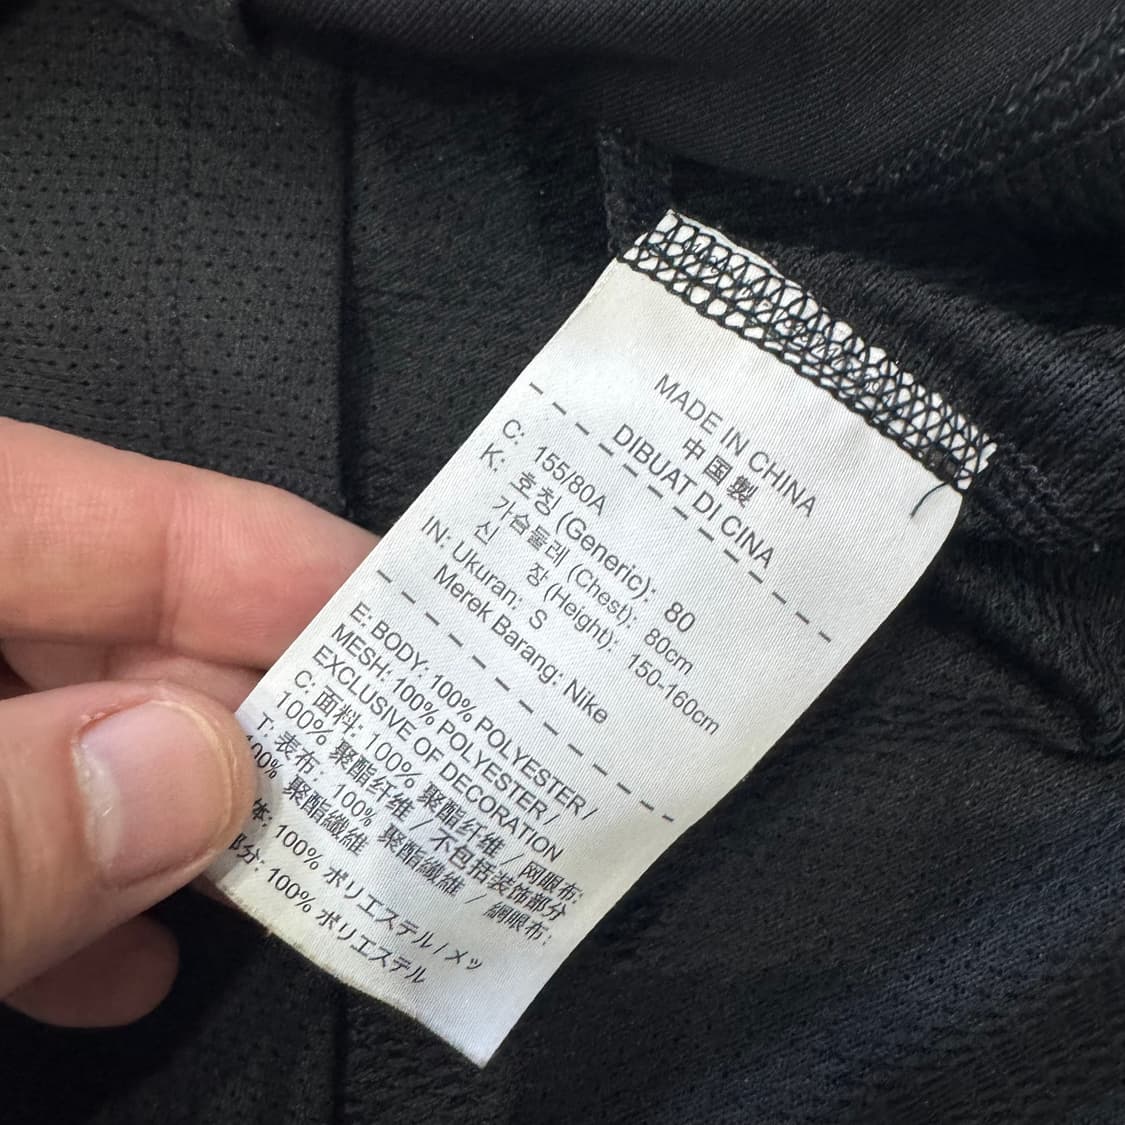 MADE IN CHINA
中国製
DIBUAT DI CINA
C: 155/80A
K: 호칭 (Generic): 80
가슴둘레 (Chest): 80cm
신 장 (Height): 150-160cm
IN: Ukuran: S
Merek Barang: Nike
E: BODY: 100% POLYESTER /
MESH: 100% POLYESTER /
EXCLUSIVE OF DECORATION
C: 面料: 100% 聚酯纤维 / 网眼布:
100% 聚酯纤维 / 不包括装饰部分
T: 表布: 100% 聚酯纖維 / 網眼布:
100% 聚酯纖維
体: 100% ポリエステル / メッ
部分: 100% ポリエステル